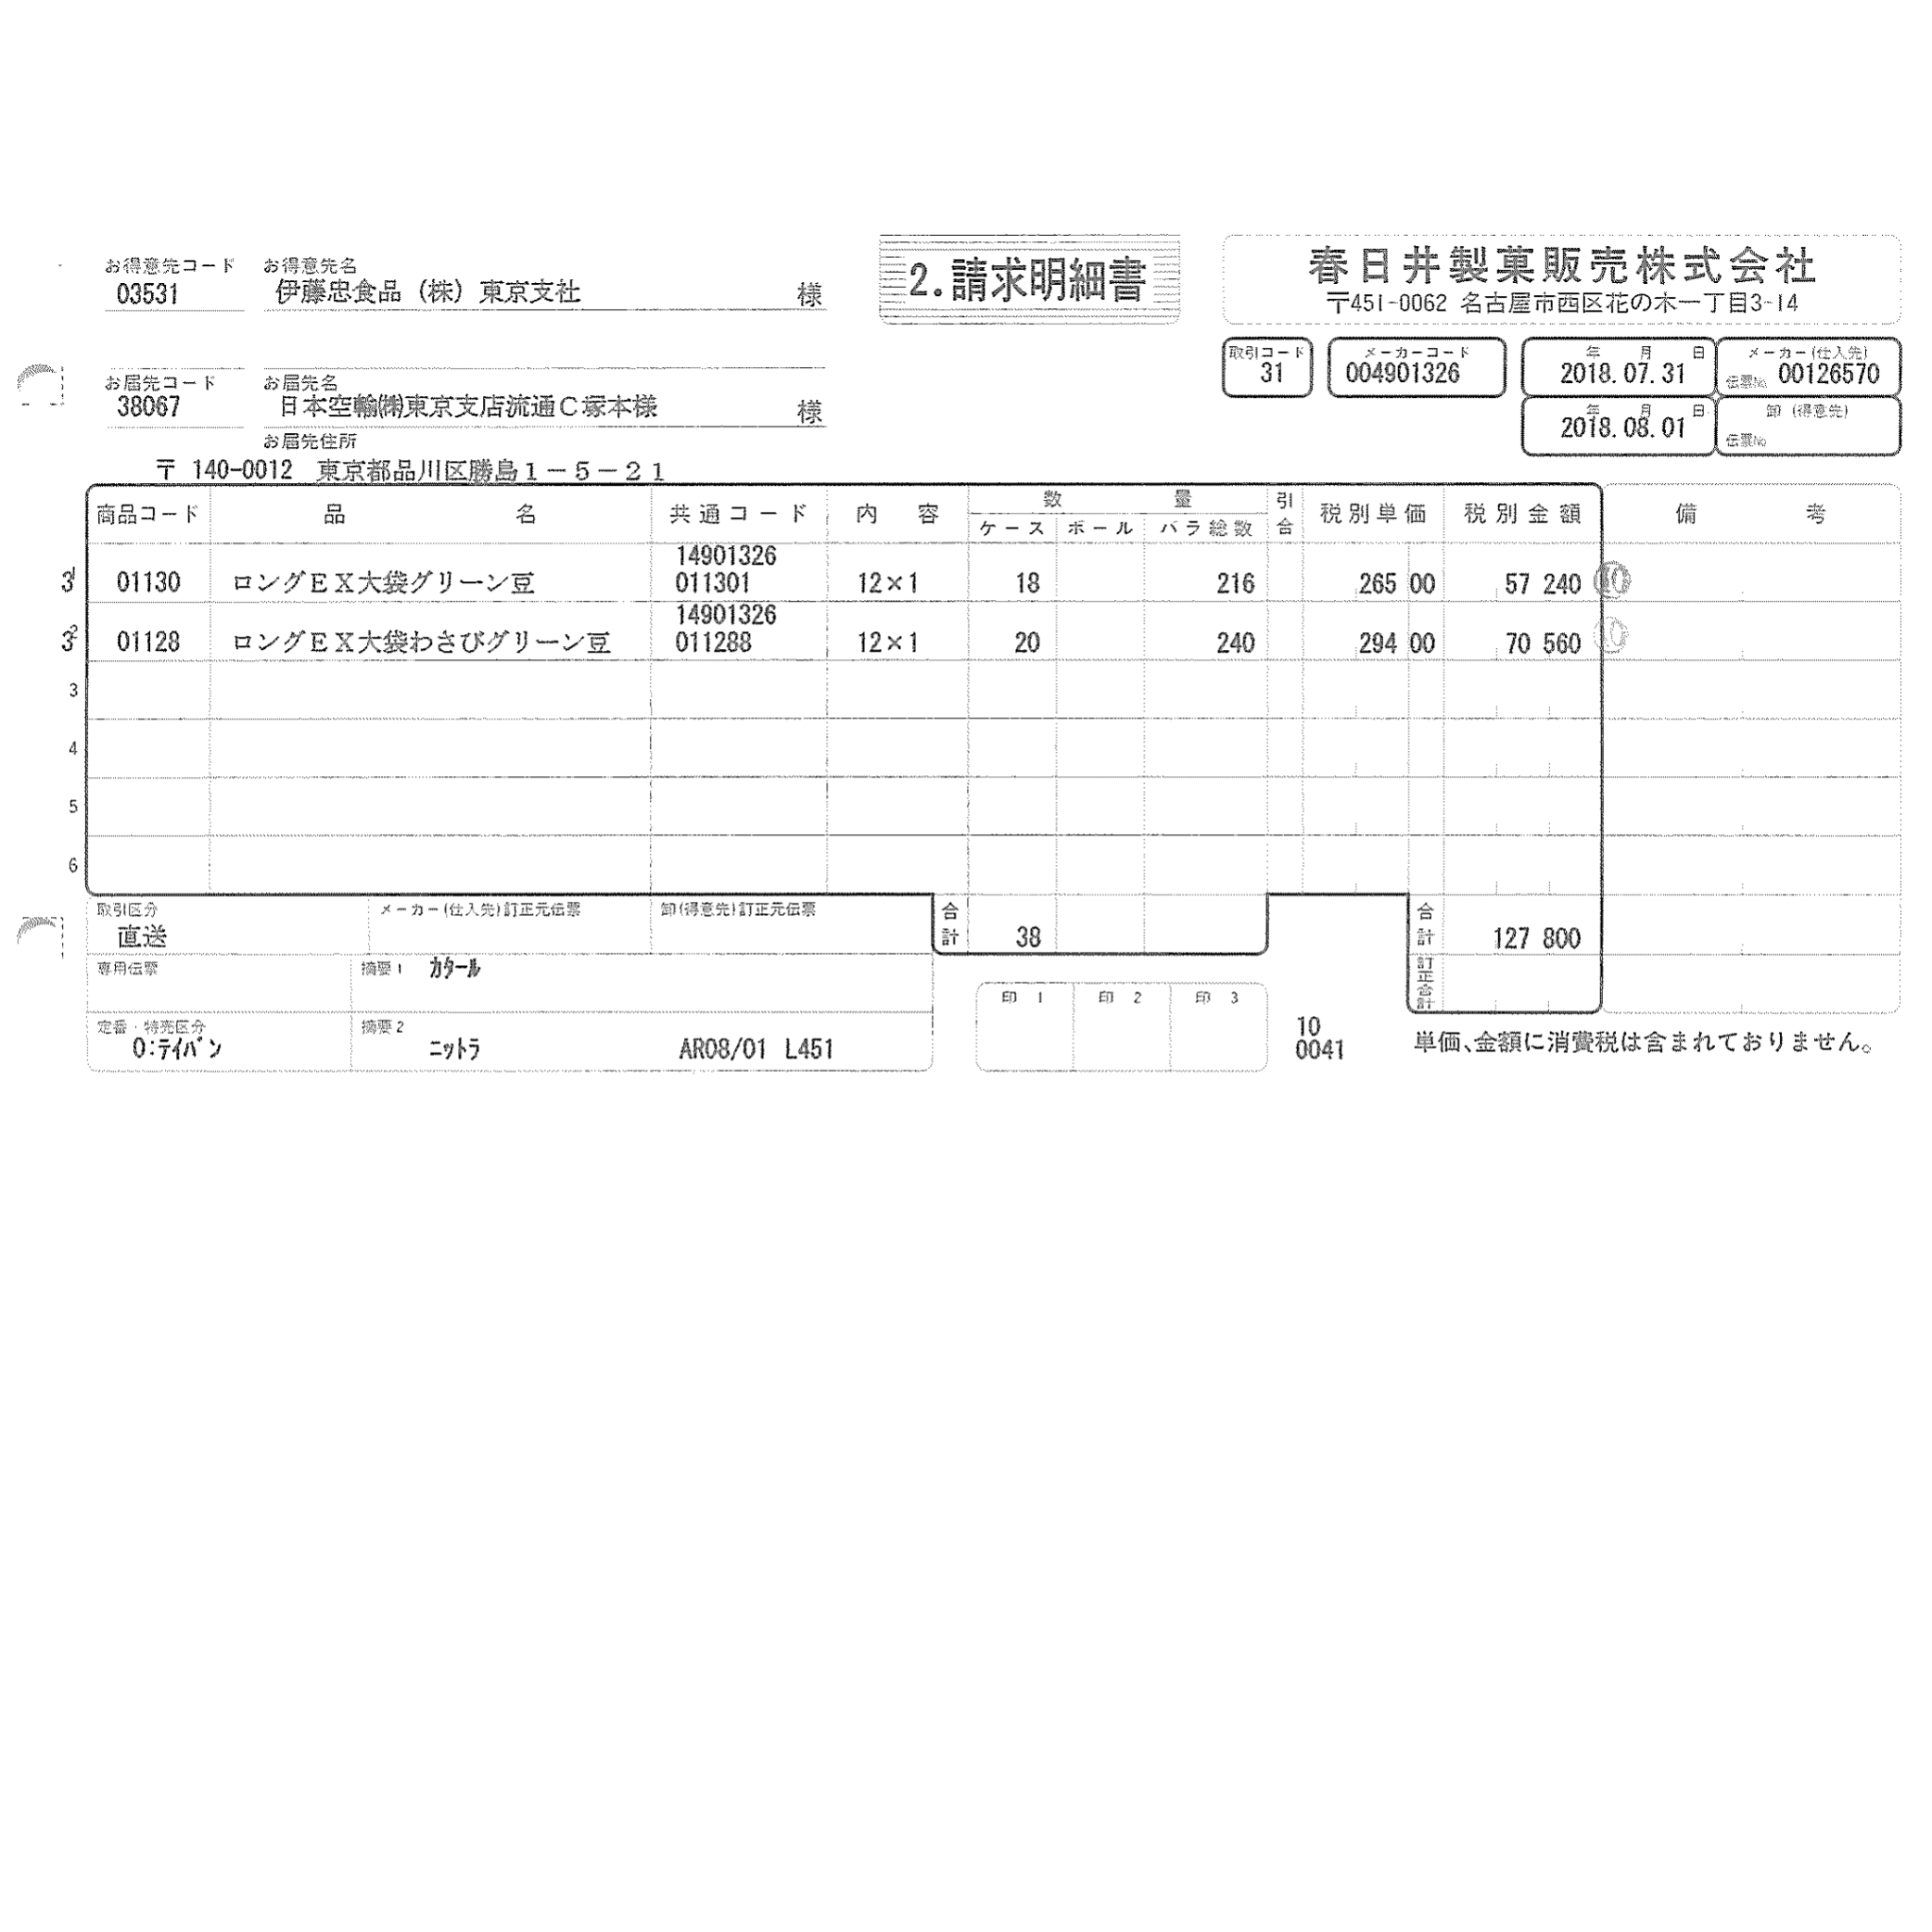 お得意先コード お得意先名
03531 伊藤忠食品（株）東京支社 様
2.請求明細書
春日井製菓販売株式会社
〒451-0062 名古屋市西区花の木一丁目3-14
取引コード メーカーコード 年 月 日 メーカー(仕入先)
31 004901326 2018.07.31 伝票No 00126570
お届先コード お届先名
38067 日本空輸㈱東京支店流通Ｃ塚本様 様
年 月 日 卸 (得意先)
2018.08.01 伝票No
お届先住所
〒 140-0012 東京都品川区勝島１－５－２１
商品コード 品 名 共通コード 内 容 数 量 引合 税別単価 税別金額 備 考
ケース ボール バラ総数
14901326
01130 ロングＥＸ大袋グリーン豆 011301 12×1 18 216 265 00 57 240
14901326
01128 ロングＥＸ大袋わさびグリーン豆 011288 12×1 20 240 294 00 70 560
3
4
5
6
取引区分 メーカー(仕入先)訂正元伝票 卸(得意先)訂正元伝票 合計 合計
直送 38 127 800
専用伝票 摘要1 ｶﾀｰﾙ 訂正合計
印 1 印 2 印 3
定番・特売区分 摘要2
0:ﾃｲﾊﾞﾝ ﾆｯﾄﾗ AR08/01 L451
10
0041
単価、金額に消費税は含まれておりません。